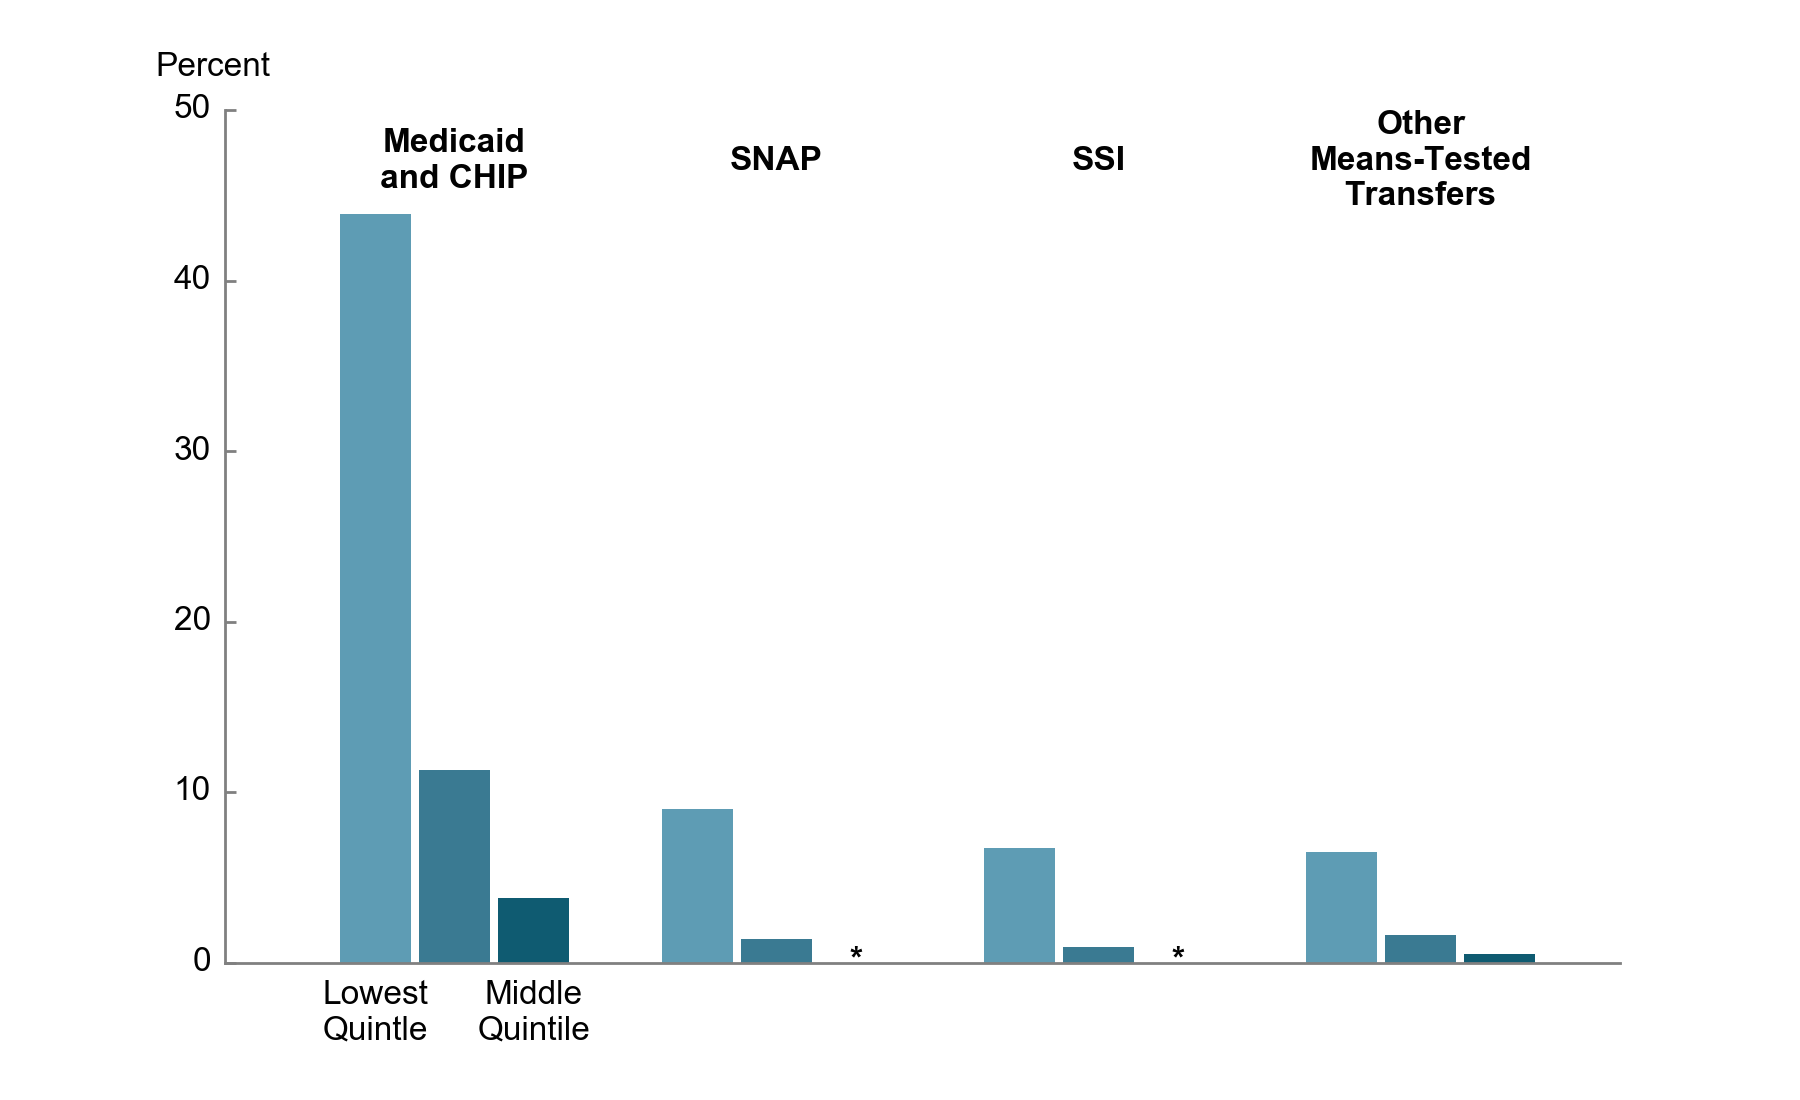 Percent
50
40
30
20
10
0
Medicaid
and CHIP
SNAP
SSI
Other
Means-Tested
Transfers
*
*
Lowest
Quintle
Middle
Quintile